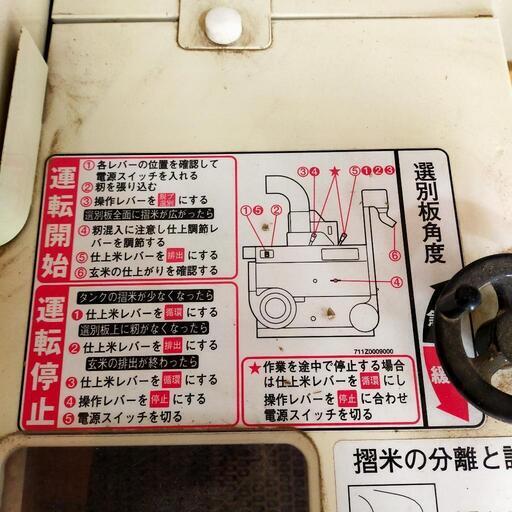 運転開始
①各レバーの位置を確認して
電源スイッチを入れる
②籾を張り込む
③操作レバーを にする
選別板全面に摺米が広がったら
④籾混入に注意し仕上調節レ
バーを調節する
⑤仕上米レバーを排出にする
⑥玄米の仕上がりを確認する
運転停止
タンクの摺米が少なくなったら
①仕上米レバーを循環にする
選別板上に籾がなくなったら
②仕上米レバーを排出にする
玄米の排出が終わったら
③仕上米レバーを循環にする
④操作レバーを停止にする
⑤電源スイッチを切る
③④ ★ ⑤①②③
①⑤
②
⑥
④
711Z0009000
★作業を途中で停止する場合
は仕上米レバーを循環にし
操作レバーを停止に合わせ
電源スイッチを切る
選別板角度
緩
摺米の分離と